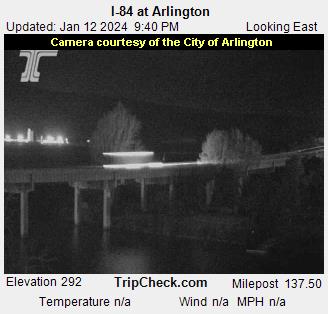 I-84 at Arlington
Updated: Jan 12 2024 9:40 PM Looking East
Camera courtesy of the City of Arlington
Elevation 292 TripCheck.com Milepost 137.50
Temperature n/a Wind n/a MPH n/a